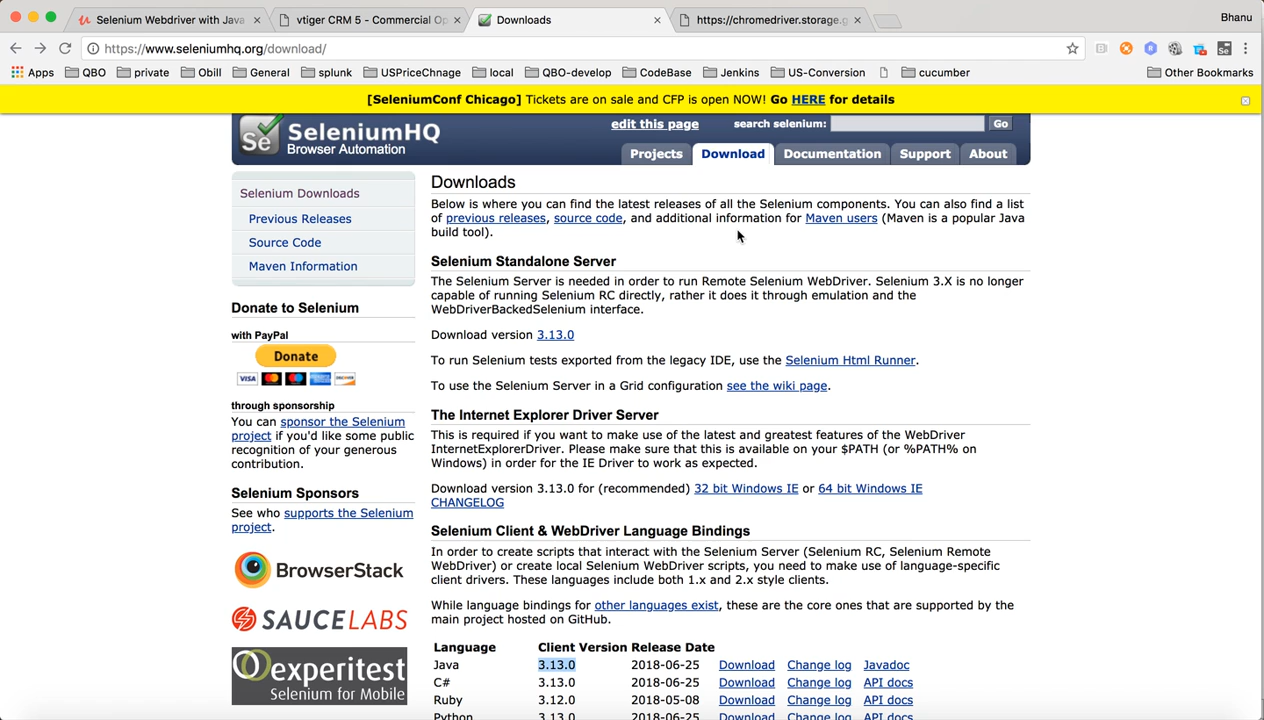 Selenium Webdriver with Java
vtiger CRM 5 - Commercial Op
Downloads
https://chromedriver.storage.g
Bhanu
https://www.seleniumhq.org/download/
Apps QBO private Obill General splunk USPriceChnage local QBO-develop CodeBase Jenkins US-Conversion cucumber Other Bookmarks
[SeleniumConf Chicago] Tickets are on sale and CFP is open NOW! Go HERE for details
Se SeleniumHQ
Browser Automation
edit this page search selenium: Go
Projects Download Documentation Support About
Selenium Downloads
Previous Releases
Source Code
Maven Information
Donate to Selenium
with PayPal
Donate
VISA DISCOVER
through sponsorship
You can sponsor the Selenium
project if you'd like some public
recognition of your generous
contribution.
Selenium Sponsors
See who supports the Selenium
project.
BrowserStack
SAUCELABS
experitest
Selenium for Mobile
Downloads
Below is where you can find the latest releases of all the Selenium components. You can also find a list
of previous releases, source code, and additional information for Maven users (Maven is a popular Java
build tool).
Selenium Standalone Server
The Selenium Server is needed in order to run Remote Selenium WebDriver. Selenium 3.X is no longer
capable of running Selenium RC directly, rather it does it through emulation and the
WebDriverBackedSelenium interface.
Download version 3.13.0
To run Selenium tests exported from the legacy IDE, use the Selenium Html Runner.
To use the Selenium Server in a Grid configuration see the wiki page.
The Internet Explorer Driver Server
This is required if you want to make use of the latest and greatest features of the WebDriver
InternetExplorerDriver. Please make sure that this is available on your $PATH (or %PATH% on
Windows) in order for the IE Driver to work as expected.
Download version 3.13.0 for (recommended) 32 bit Windows IE or 64 bit Windows IE
CHANGELOG
Selenium Client & WebDriver Language Bindings
In order to create scripts that interact with the Selenium Server (Selenium RC, Selenium Remote
WebDriver) or create local Selenium WebDriver scripts, you need to make use of language-specific
client drivers. These languages include both 1.x and 2.x style clients.
While language bindings for other languages exist, these are the core ones that are supported by the
main project hosted on GitHub.
Language Client Version Release Date
Java 3.13.0 2018-06-25 Download Change log Javadoc
C# 3.13.0 2018-06-25 Download Change log API docs
Ruby 3.12.0 2018-05-08 Download Change log API docs
Python 3.13.0 2018-06-25 Download Change log API docs